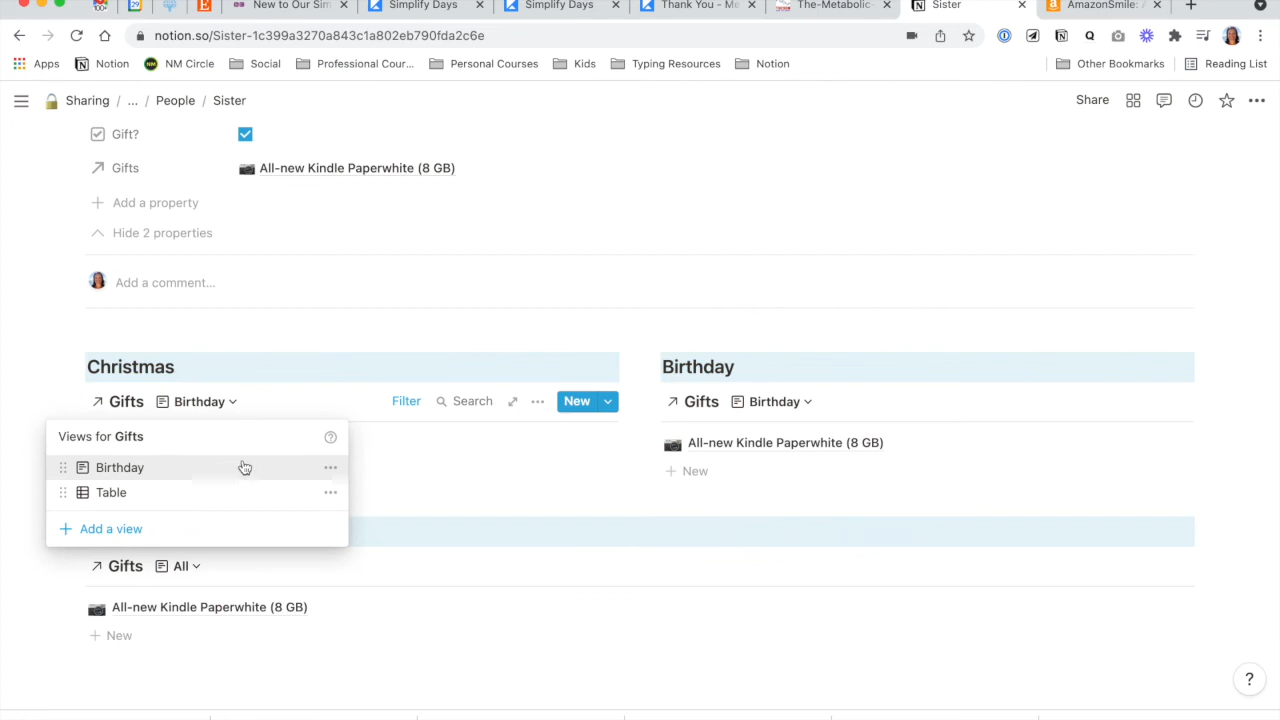 100+
New to Our Sim
Simplify Days
Simplify Days
Thank You - Me
The-Metabolic-
Sister
AmazonSmile: A
notion.so/Sister-1c399a3270a843c1a802eb790fda2c6e
Apps
Notion
NM Circle
Social
Professional Cour...
Personal Courses
Kids
Typing Resources
Notion
Other Bookmarks
Reading List
Sharing / ... / People / Sister
Share
Gift?
Gifts
All-new Kindle Paperwhite (8 GB)
Add a property
Hide 2 properties
Add a comment...
Christmas
Gifts Birthday
Filter Search New
Views for Gifts
Birthday
Table
Add a view
Birthday
Gifts Birthday
All-new Kindle Paperwhite (8 GB)
New
Gifts All
All-new Kindle Paperwhite (8 GB)
New
?